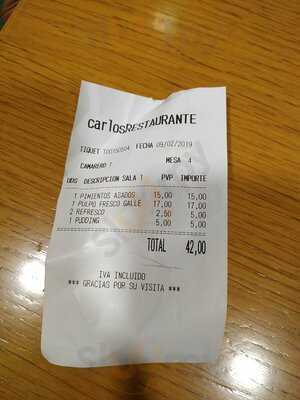 carlosRESTAURANTE
TIQUET T00150504 FECHA 09/02/2019
CAMARERO 1 MESA 4
UDS DESCRIPCION SALA 1 PVP IMPORTE
1 PIMIENTOS ASADOS 15,00 15,00
1 PULPO FRESCO GALLE 17,00 17,00
2 REFRESCO 2,50 5,00
1 PUDDING 5,00 5,00
TOTAL 42,00
IVA INCLUIDO
*** GRACIAS POR SU VISITA ***